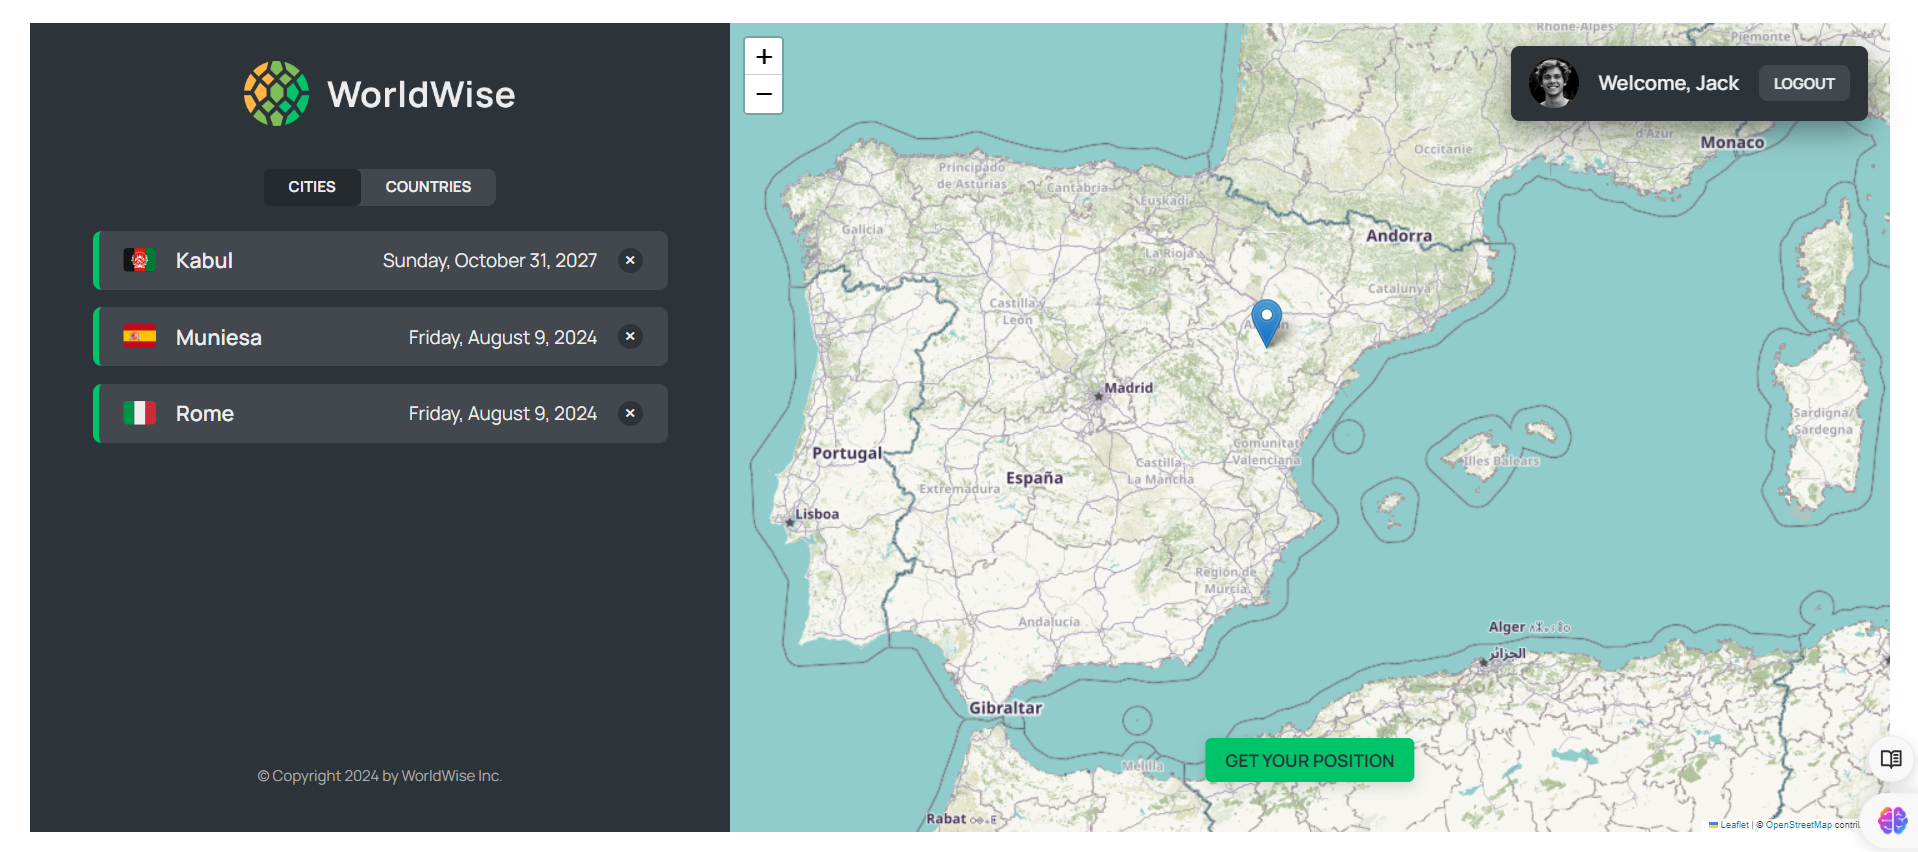 WorldWise
CITIES
COUNTRIES
Kabul
Sunday, October 31, 2027
Muniesa
Friday, August 9, 2024
Rome
Friday, August 9, 2024
© Copyright 2024 by WorldWise Inc.
+
−
Rhône-Alpes
Piemonte
Welcome, Jack
LOGOUT
d'Azur
Monaco
Occitanie
Principado
de Asturias
Cantabria
Euskadi
Galicia
Andorra
La Rioja
Catalunya
Castilla y
León
Madrid
Sardigna/
Sardegna
Portugal
Comunitat
Valenciana
Castilla-
La Mancha
Illes Balears
España
Extremadura
Lisboa
Región de
Murcia
Andalucía
Alger
الجزائر
Gibraltar
GET YOUR POSITION
Melilla
Rabat
Leaflet | © OpenStreetMap